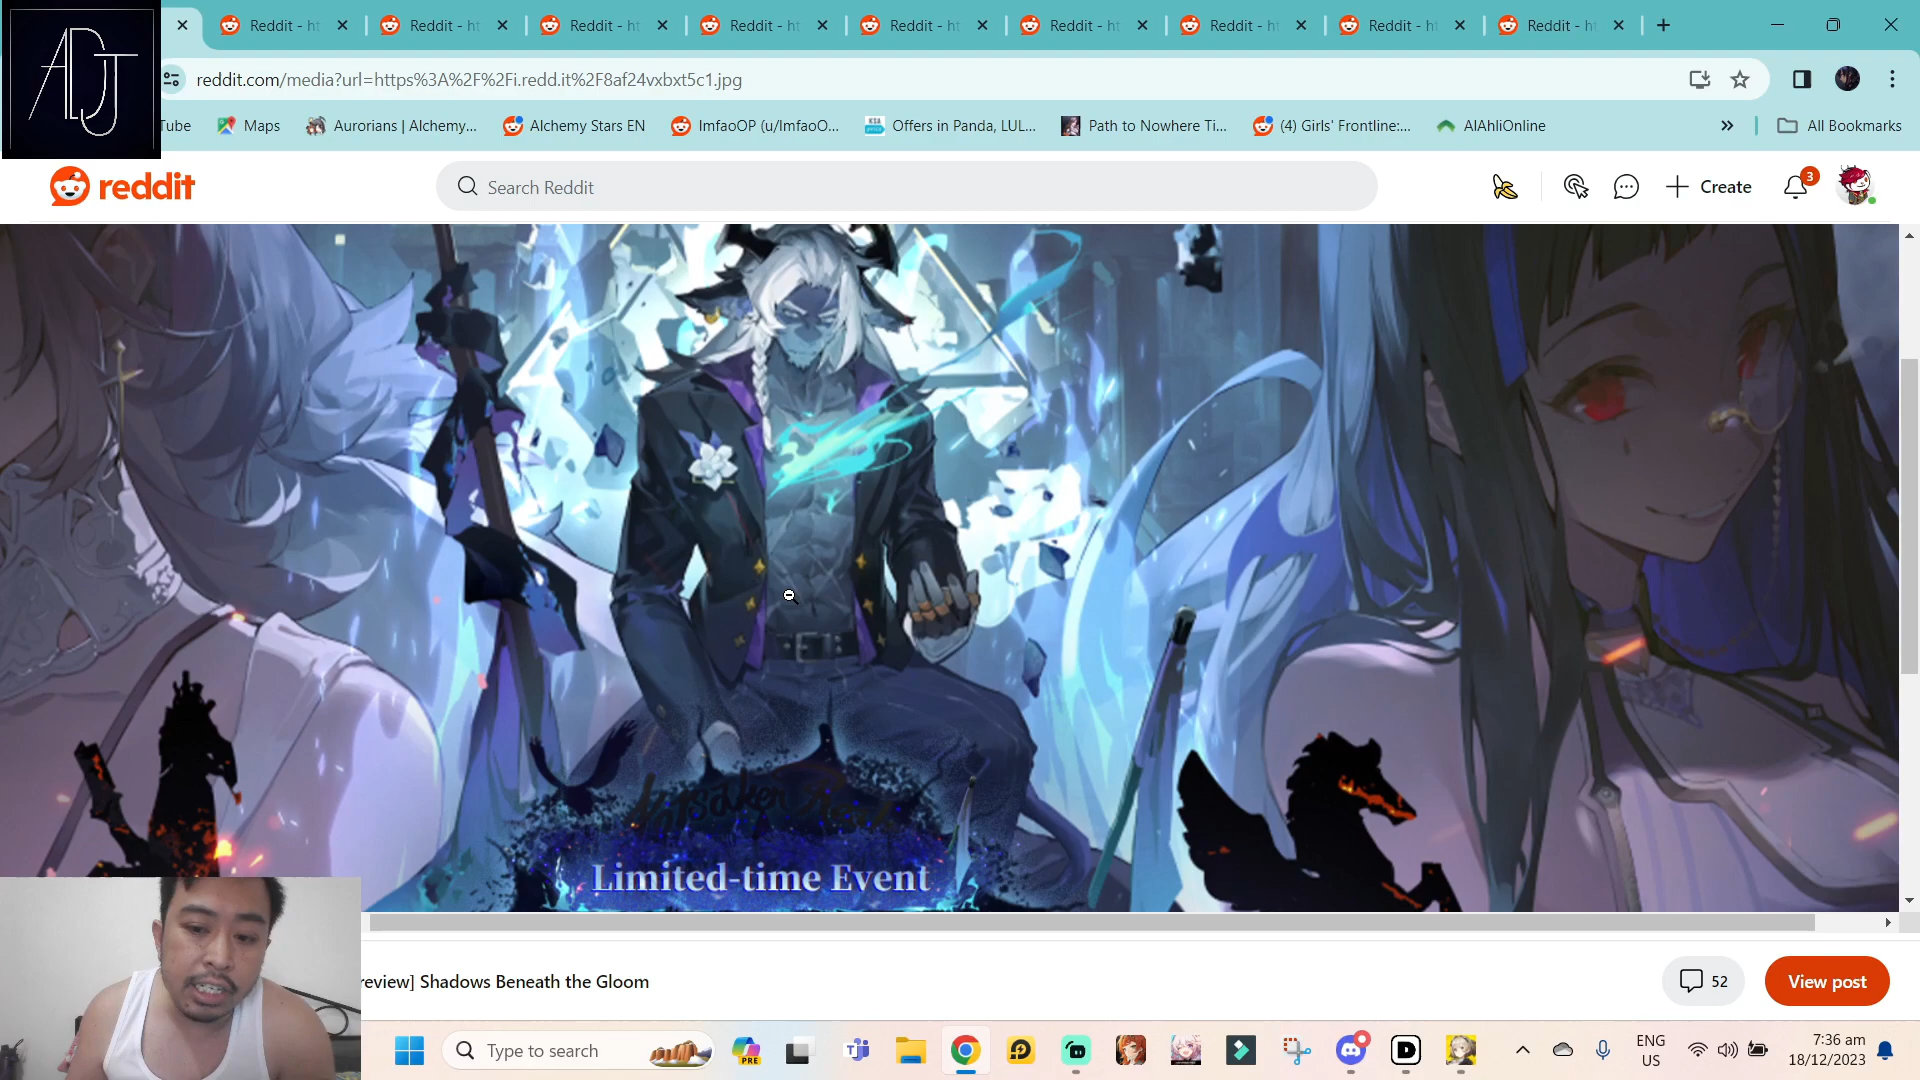 ADJ
Reddit - ht
Reddit - ht
Reddit - ht
Reddit - ht
Reddit - ht
Reddit - ht
Reddit - ht
Reddit - ht
Reddit - ht
reddit.com/media?url=https%3A%2F%2Fi.redd.it%2F8af24vxbxt5c1.jpg
Tube
Maps
Aurorians | Alchemy...
Alchemy Stars EN
ImfaoOP (u/ImfaoO...
Offers in Panda, LUL...
Path to Nowhere Ti...
(4) Girls' Frontline:...
AlAhliOnline
All Bookmarks
reddit
Search Reddit
Create
3
Limited-time Event
review] Shadows Beneath the Gloom
52
View post
Type to search
PRE
ENG
US
7:36 am
18/12/2023